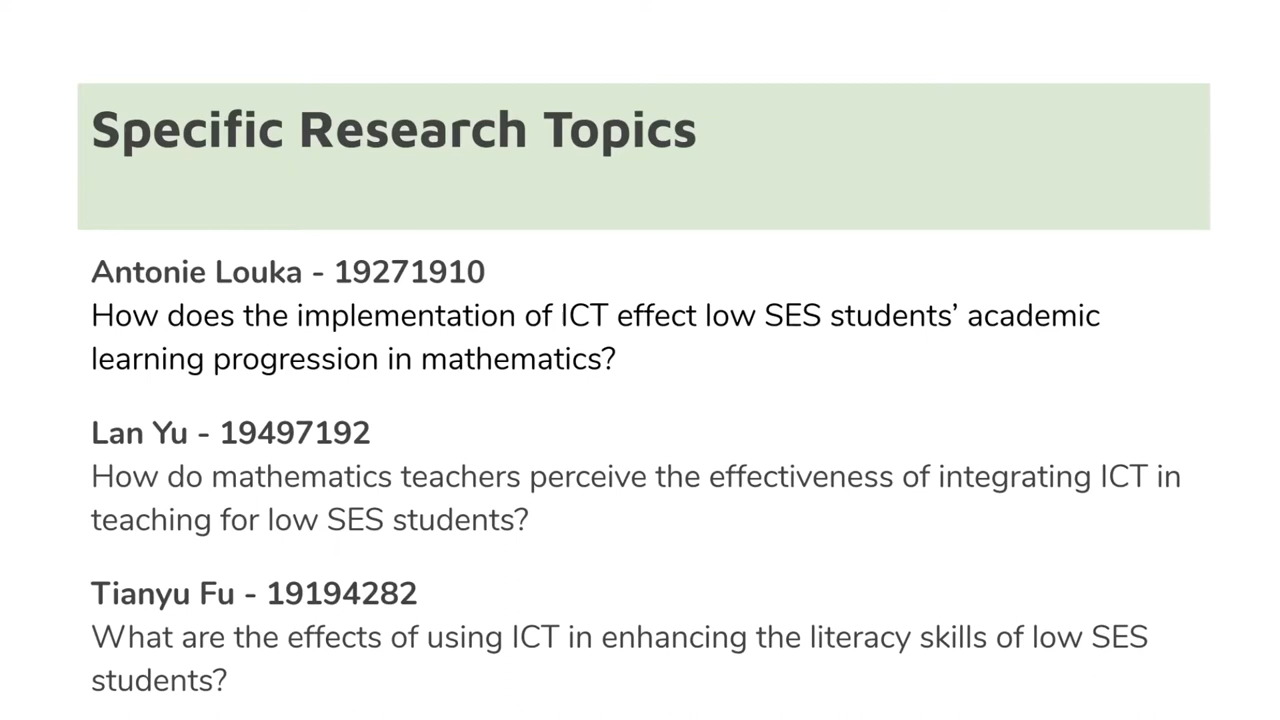 Specific Research Topics
Antonie Louka - 19271910
How does the implementation of ICT effect low SES students’ academic
learning progression in mathematics?
Lan Yu - 19497192
How do mathematics teachers perceive the effectiveness of integrating ICT in
teaching for low SES students?
Tianyu Fu - 19194282
What are the effects of using ICT in enhancing the literacy skills of low SES
students?